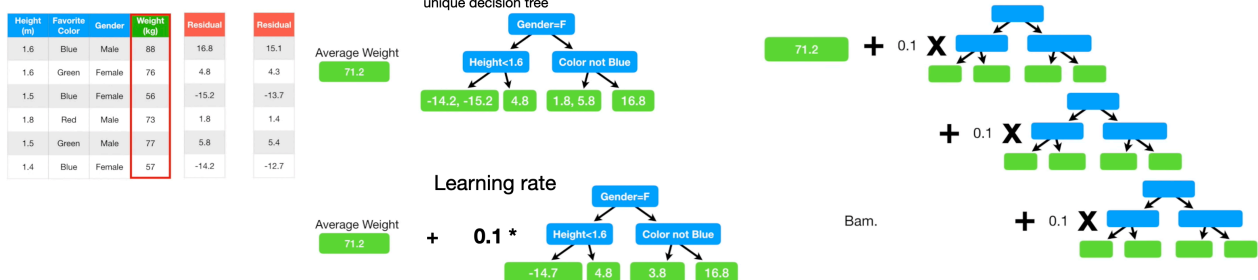 Height (m) Favorite Color Gender Weight (kg) Residual Residual
1.6 Blue Male 88 16.8 15.1
1.6 Green Female 76 4.8 4.3
1.5 Blue Female 56 -15.2 -13.7
1.8 Red Male 73 1.8 1.4
1.5 Green Male 77 5.8 5.4
1.4 Blue Female 57 -14.2 -12.7
unique decision tree
Average Weight
71.2
Gender=F
Height<1.6 Color not Blue
-14.2, -15.2 4.8 1.8, 5.8 16.8
Learning rate
Average Weight
71.2
+ 0.1 *
Gender=F
Height<1.6 Color not Blue
-14.7 4.8 3.8 16.8
71.2 + 0.1 X
+ 0.1 X
Bam. + 0.1 X